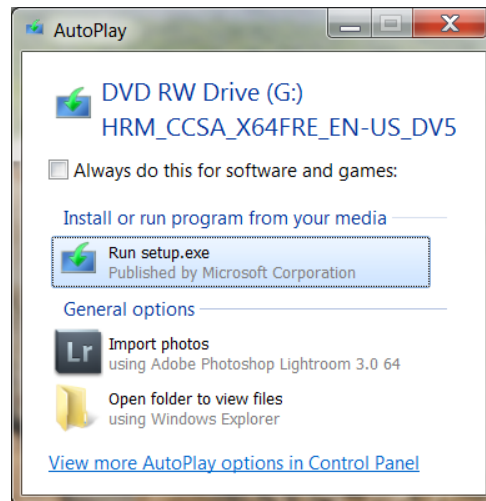 AutoPlay
DVD RW Drive (G:)
HRM_CCSA_X64FRE_EN-US_DV5
Always do this for software and games:
Install or run program from your media
Run setup.exe
Published by Microsoft Corporation
General options
Lr
Import photos
using Adobe Photoshop Lightroom 3.0 64
Open folder to view files
using Windows Explorer
View more AutoPlay options in Control Panel